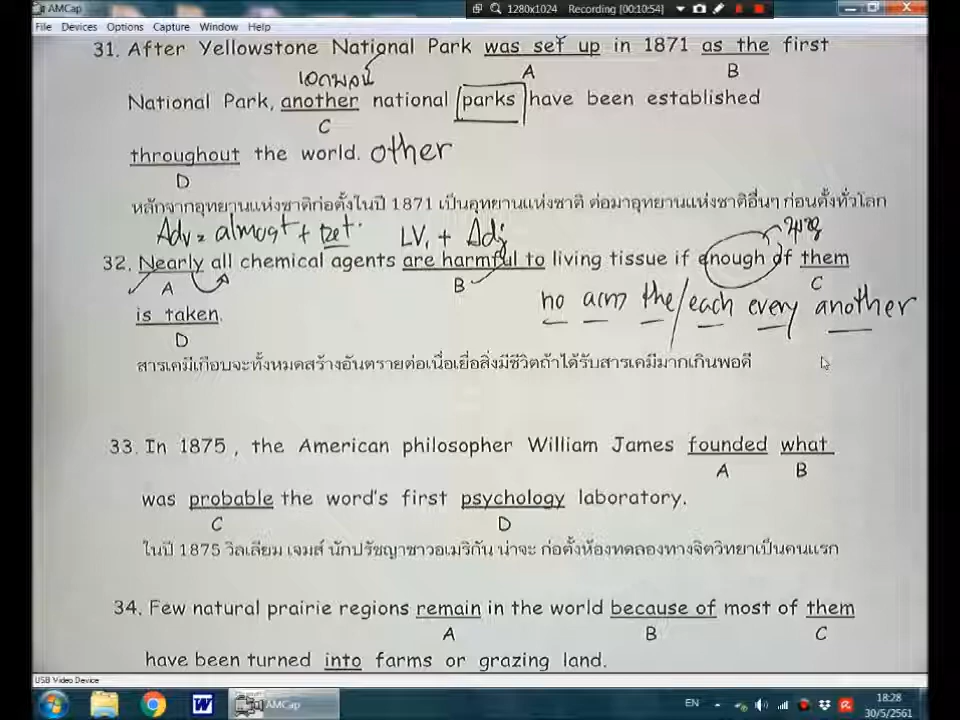 AMCap
1280x1024 Recording [00:10:54]
File Devices Options Capture Window Help
31. After Yellowstone National Park was set up in 1871 as the first
A B
National Park, another national parks have been established
C
throughout the world. other
D
หลักจากอุทยานแห่งชาติก่อตั้งในปี 1871 เป็นอุทยานแห่งชาติ ต่อมาอุทยานแห่งชาติอื่นๆ ก่อนตั้งทั่วโลก
Adv = almost + LV. + Adj
32. Nearly all chemical agents are harmful to living tissue if enough of them
A B C
no the/each every another
is taken.
D
สารเคมีเกือบจะทั้งหมดสร้างอันตรายต่อเนื่อเยื่อสิ่งมีชีวิตถ้าได้รับสารเคมีมากเกินพอดี
33. In 1875 , the American philosopher William James founded what
A B
was probable the word's first psychology laboratory.
C D
ในปี 1875 วิลเลียม เจมส์ นักปรัชญาชาวอเมริกัน น่าจะ ก่อตั้งห้องทดลองทางจิตวิทยาเป็นคนแรก
34. Few natural prairie regions remain in the world because of most of them
A B C
have been turned into farms or grazing land.
USB Video Device
AMCap
EN
18:28
30/5/2561